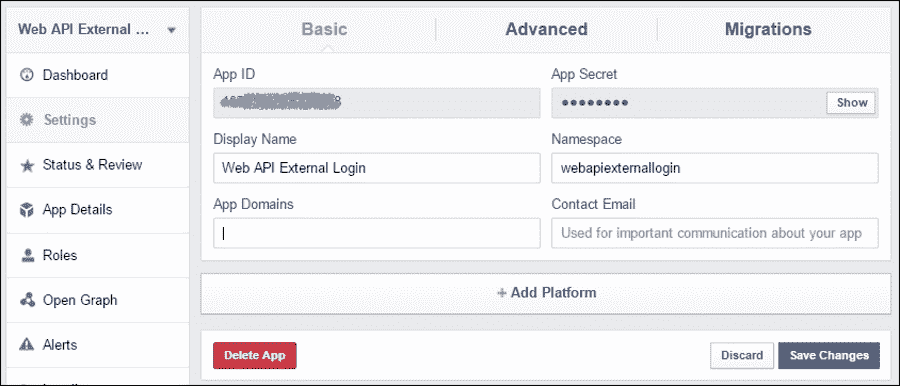 Web API External ...
Dashboard
Settings
Status & Review
App Details
Roles
Open Graph
Alerts
Basic
Advanced
Migrations
App ID
App Secret
Show
Display Name
Namespace
Web API External Login
webapiexternallogin
App Domains
Contact Email
Used for important communication about your app
+ Add Platform
Delete App
Discard
Save Changes